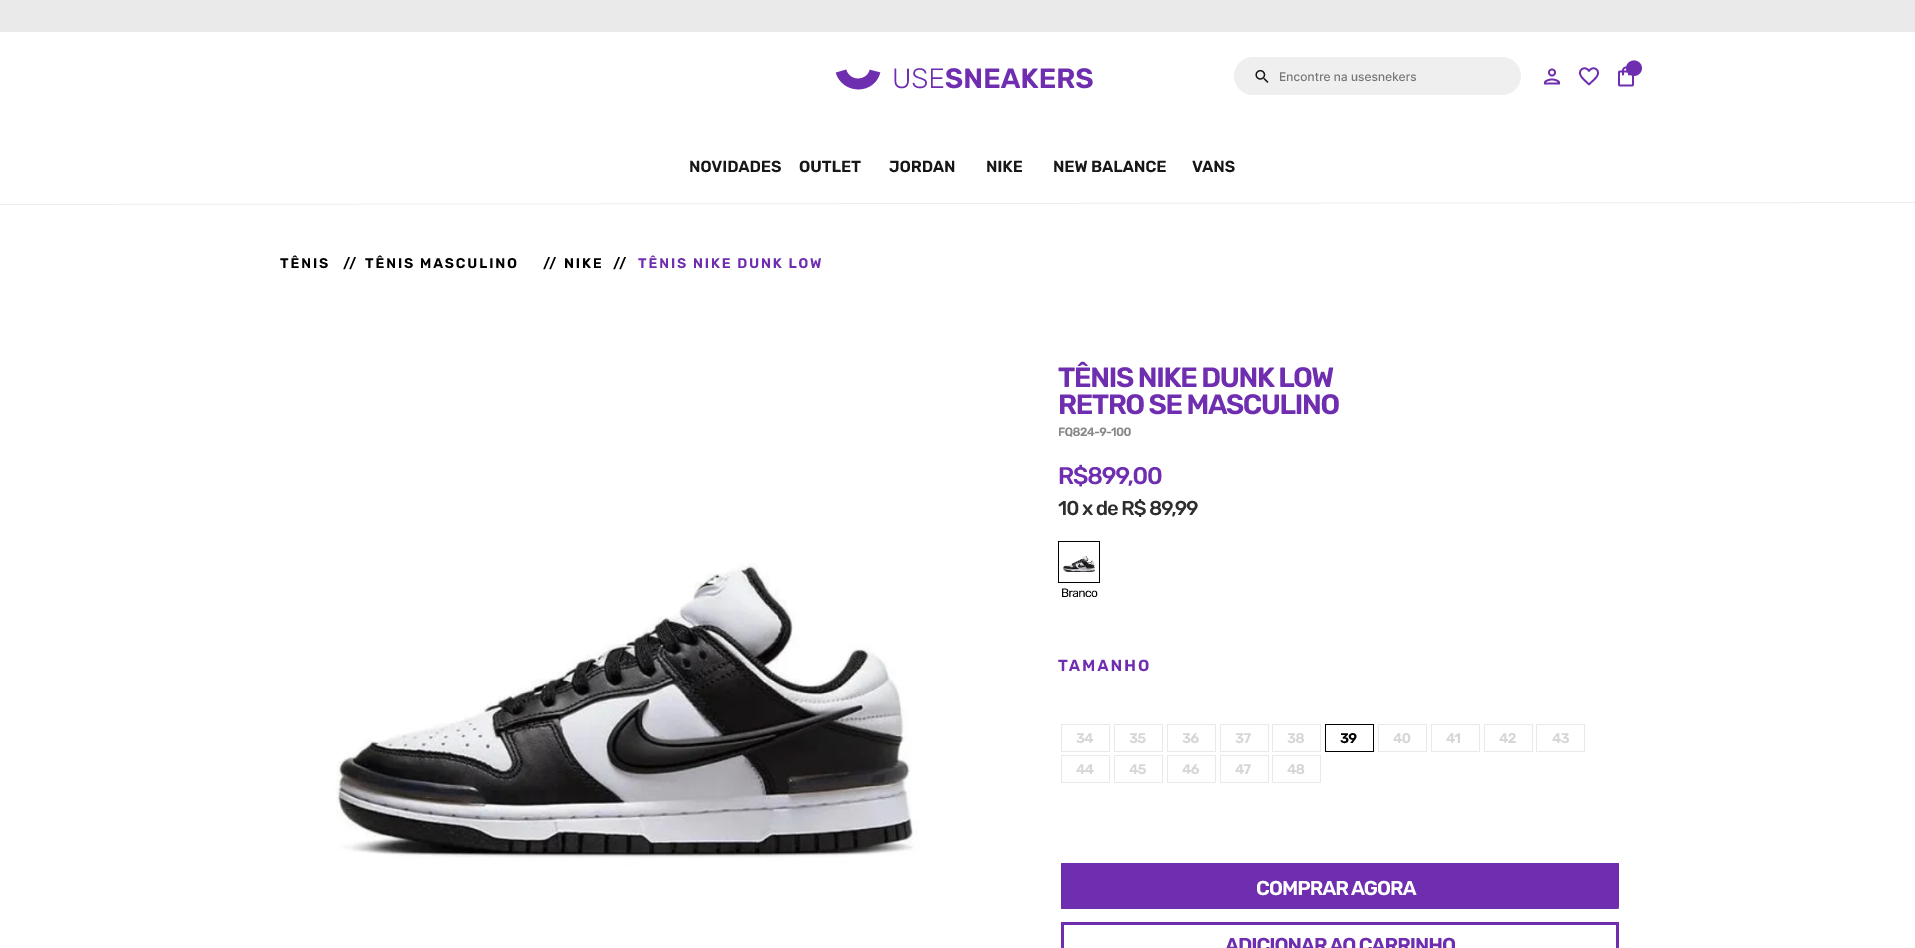 USESNEAKERS
Encontre na usesnekers
NOVIDADES OUTLET JORDAN NIKE NEW BALANCE VANS
TÊNIS // TÊNIS MASCULINO // NIKE // TÊNIS NIKE DUNK LOW
TÊNIS NIKE DUNK LOW
RETRO SE MASCULINO
FQ824-9-100
R$899,00
10 x de R$ 89,99
Branco
TAMANHO
34 35 36 37 38 39 40 41 42 43
44 45 46 47 48
COMPRAR AGORA
ADICIONAR AO CARRINHO